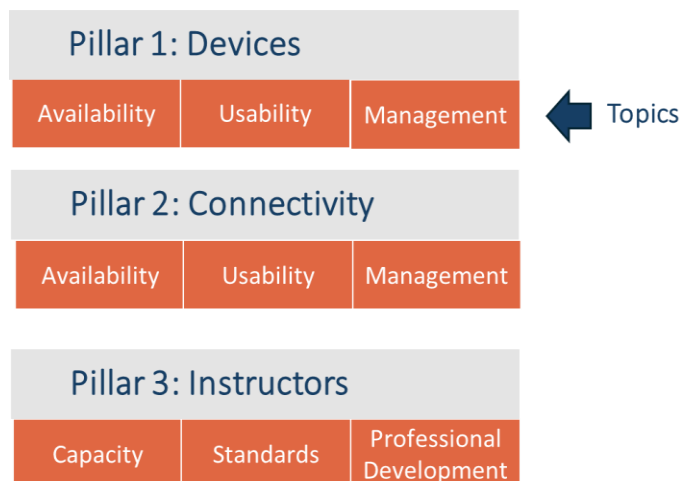 Pillar 1: Devices
Availability
Usability
Management
Topics
Pillar 2: Connectivity
Availability
Usability
Management
Pillar 3: Instructors
Capacity
Standards
Professional
Development